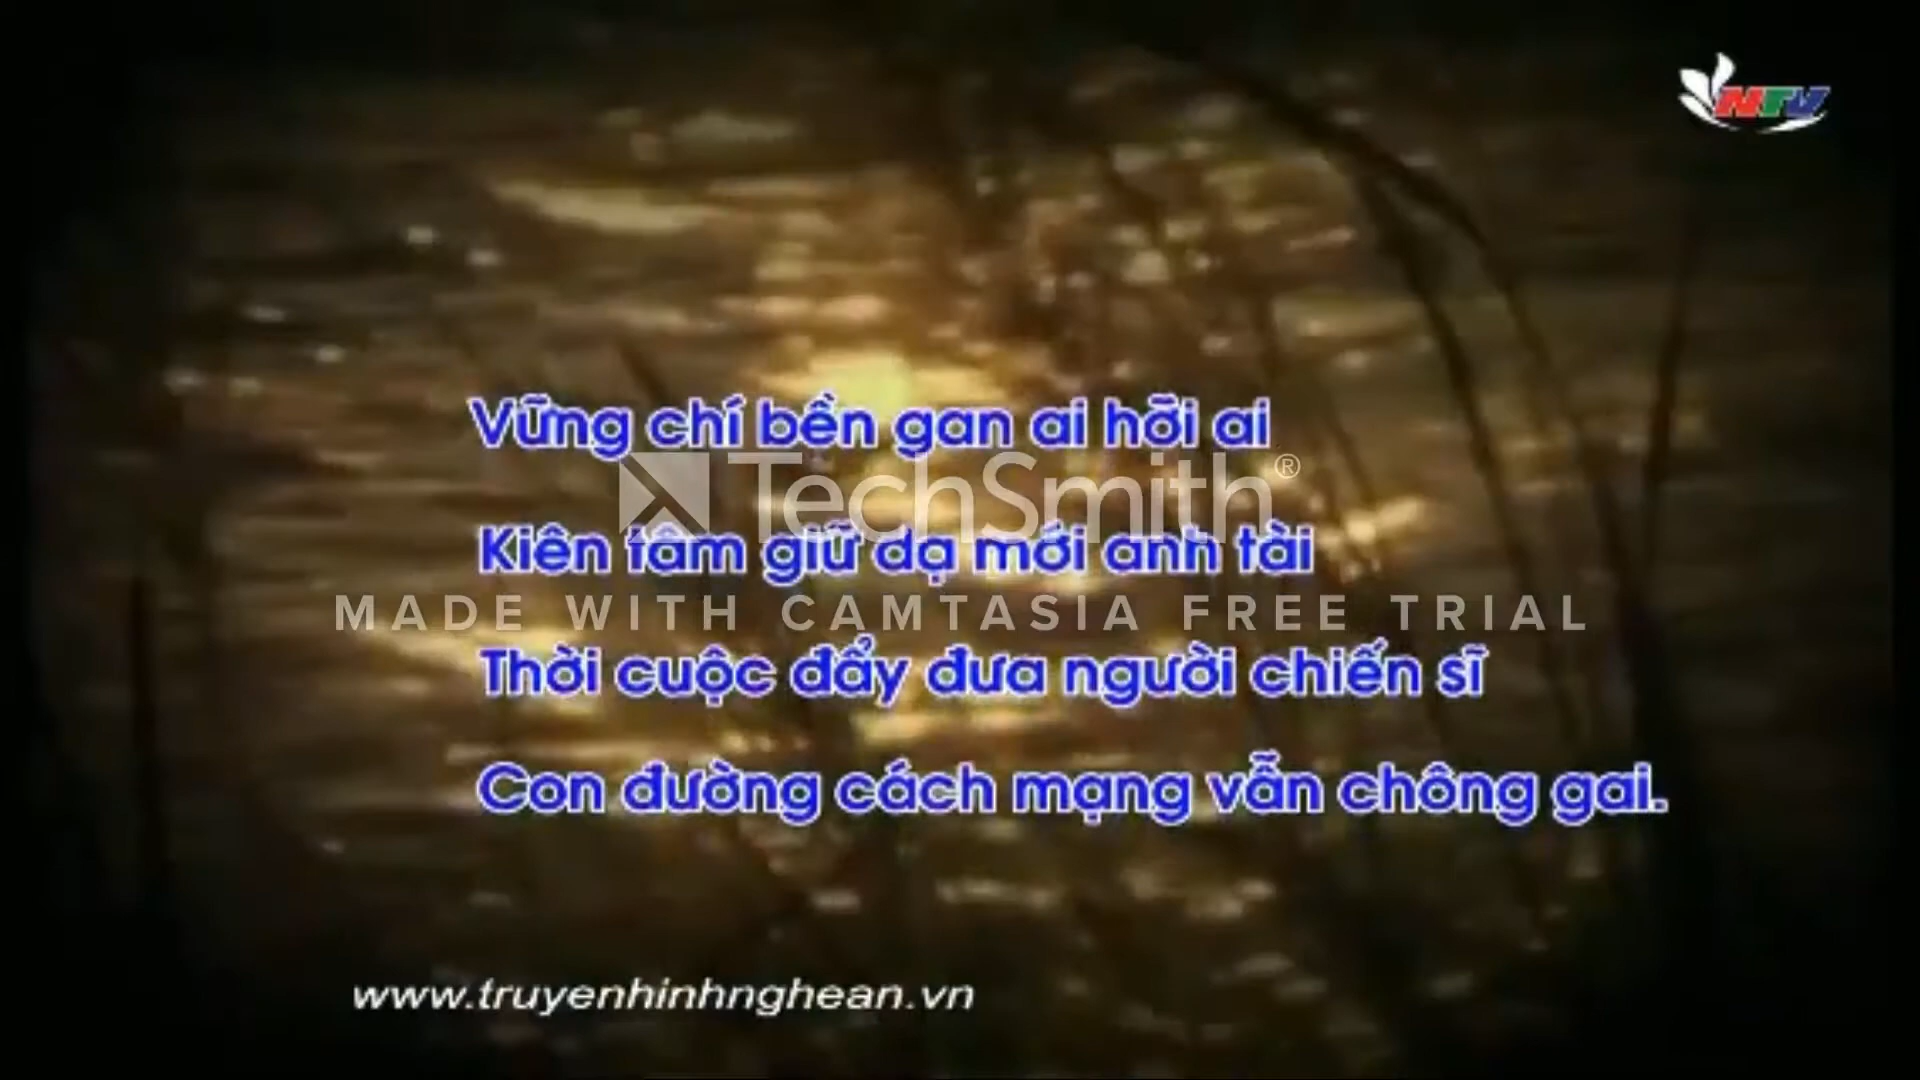 NTV
Vững chí bền gan ai hỡi ai
TechSmith®
Kiên tâm giữ dạ mới anh tài
MADE WITH CAMTASIA FREE TRIAL
Thời cuộc đẩy đưa người chiến sĩ
Con đường cách mạng vẫn chông gai.
www.truyenhinhnghean.vn